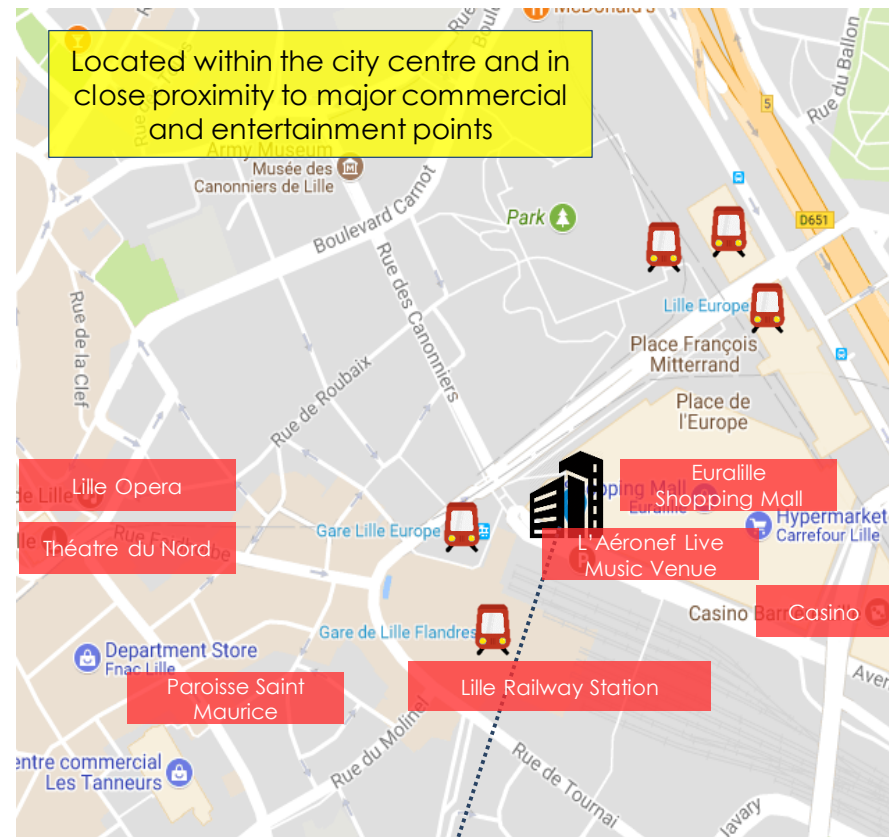 McDonald's
Located within the city centre and in
close proximity to major commercial
and entertainment points
Rue du Ballon
5
Army Museum
Musée des
Canonniers de Lille
Boulevard Carnot
Park
D651
Rue de la Clef
Rue des Canonniers
Lille Europe
Place François
Mitterrand
Place de
l'Europe
Rue de Roubaix
Lille Opera
Euralille
Shopping Mall
Théatre du Nord
Gare Lille Europe
Hypermarket
Carrefour Lille
L'Aéronef Live
Music Venue
P
Casino
Casino
Gare de Lille Flandres
Department Store
Fnac Lille
Paroisse Saint
Maurice
Lille Railway Station
Rue du Molinel
Les Tanneurs
Rue de Tournai